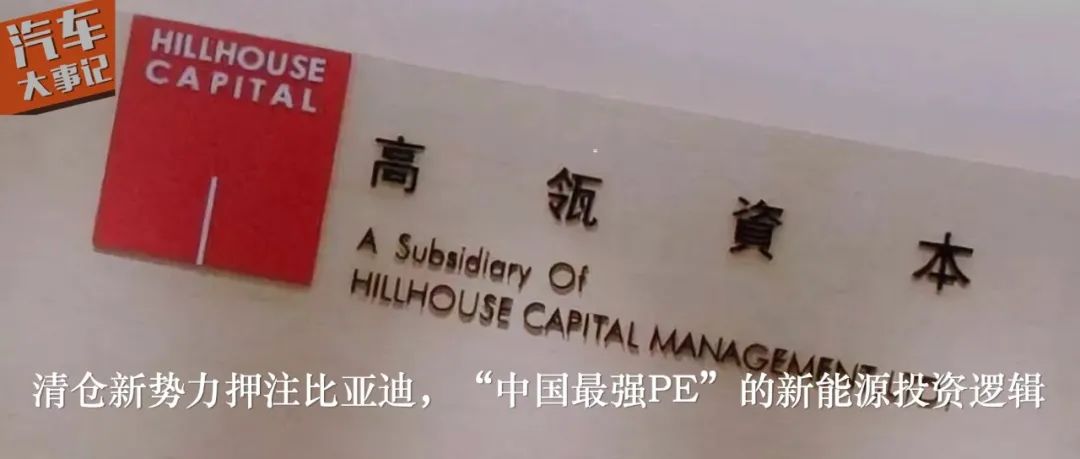 汽车
大事记
HILLHOUSE
CAPITAL
高瓴資本
A Subsidiary Of
HILLHOUSE CAPITAL MANAGEMENT
清仓新势力押注比亚迪，“中国最强PE”的新能源投资逻辑